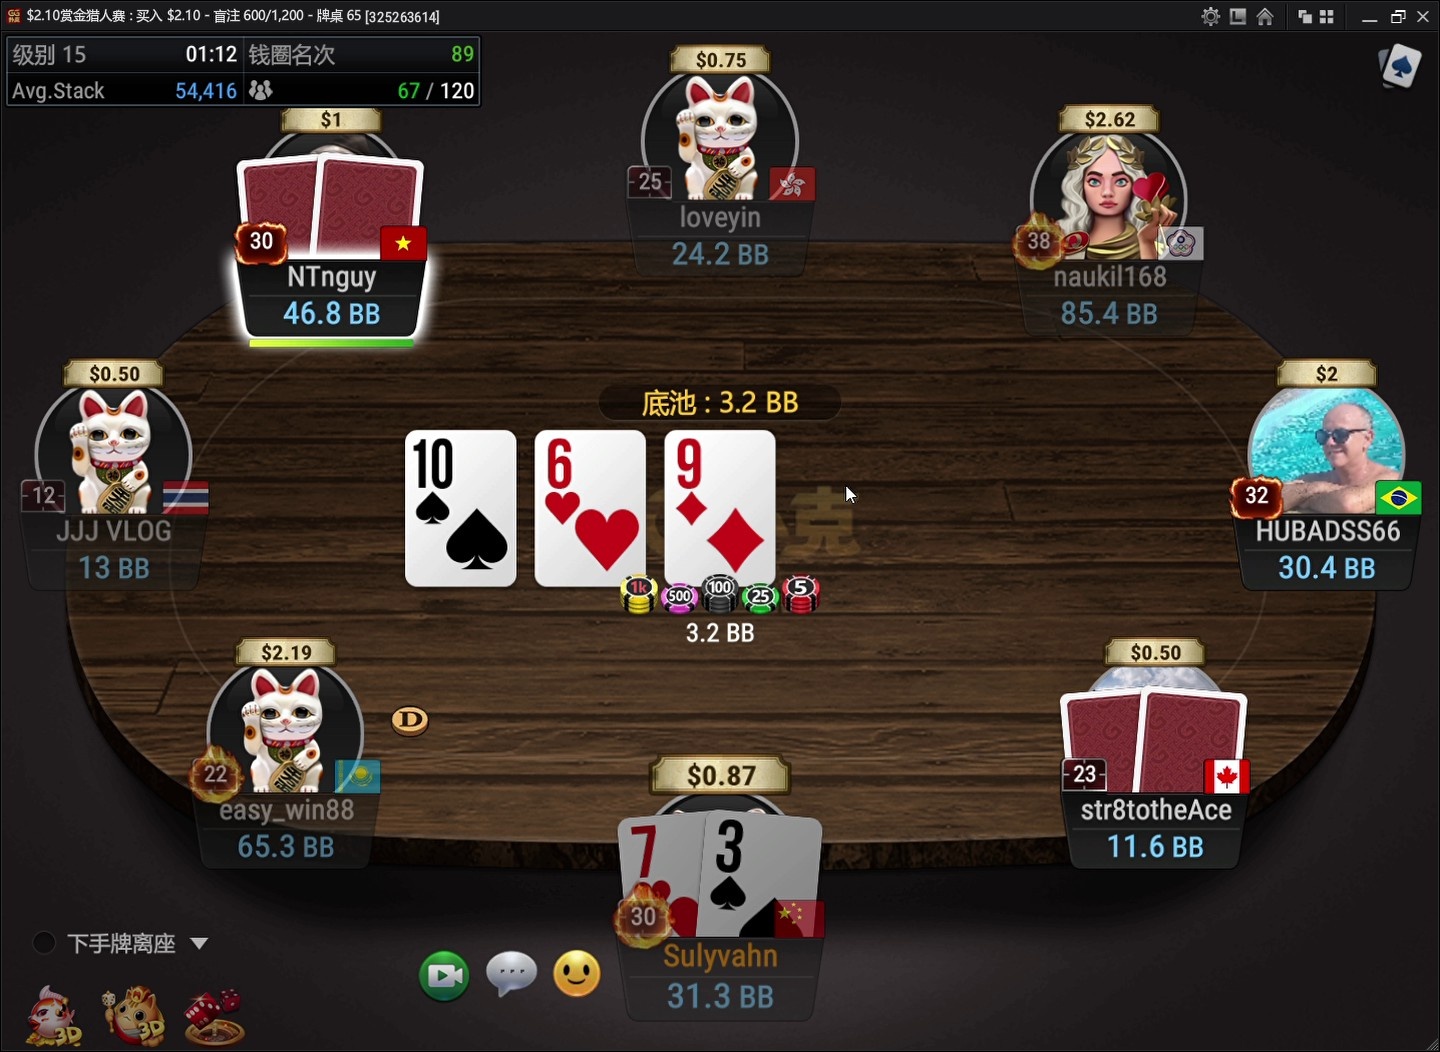 $2.10赏金猎人赛 : 买入 $2.10 - 盲注 600/1,200 - 牌桌 65 [325263614]
级别 15 01:12 钱圈名次 89
Avg.Stack 54,416 67 / 120
$0.75
25
loveyin
24.2 BB
$1
30
NTnguy
46.8 BB
$2.62
38
naukil168
85.4 BB
$0.50
12
JJJ VLOG
13 BB
$2
32
HUBADSS66
30.4 BB
底池 : 3.2 BB
10 6 9
克
1k 500 100 25 5
3.2 BB
$2.19
22
easy_win88
65.3 BB
D
$0.50
23
str8totheAce
11.6 BB
$0.87
7 3
30
Sulyvahn
31.3 BB
下手牌离座
3D 3D